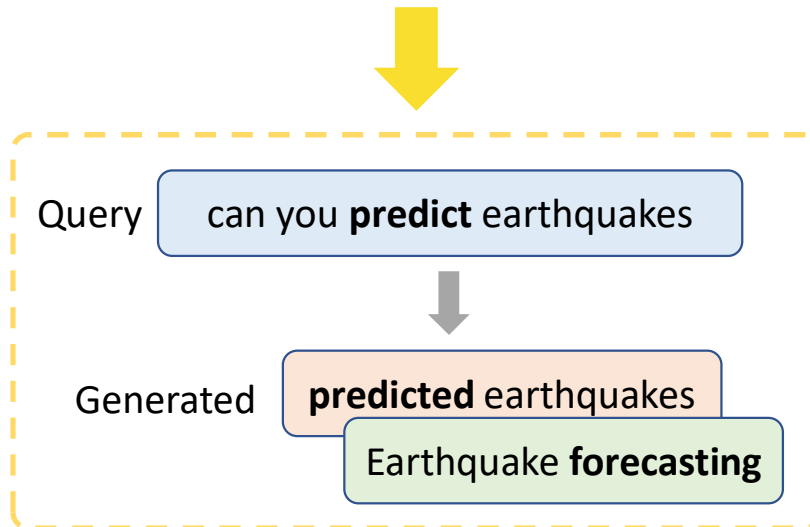 Query can you predict earthquakes
Generated predicted earthquakes
Earthquake forecasting